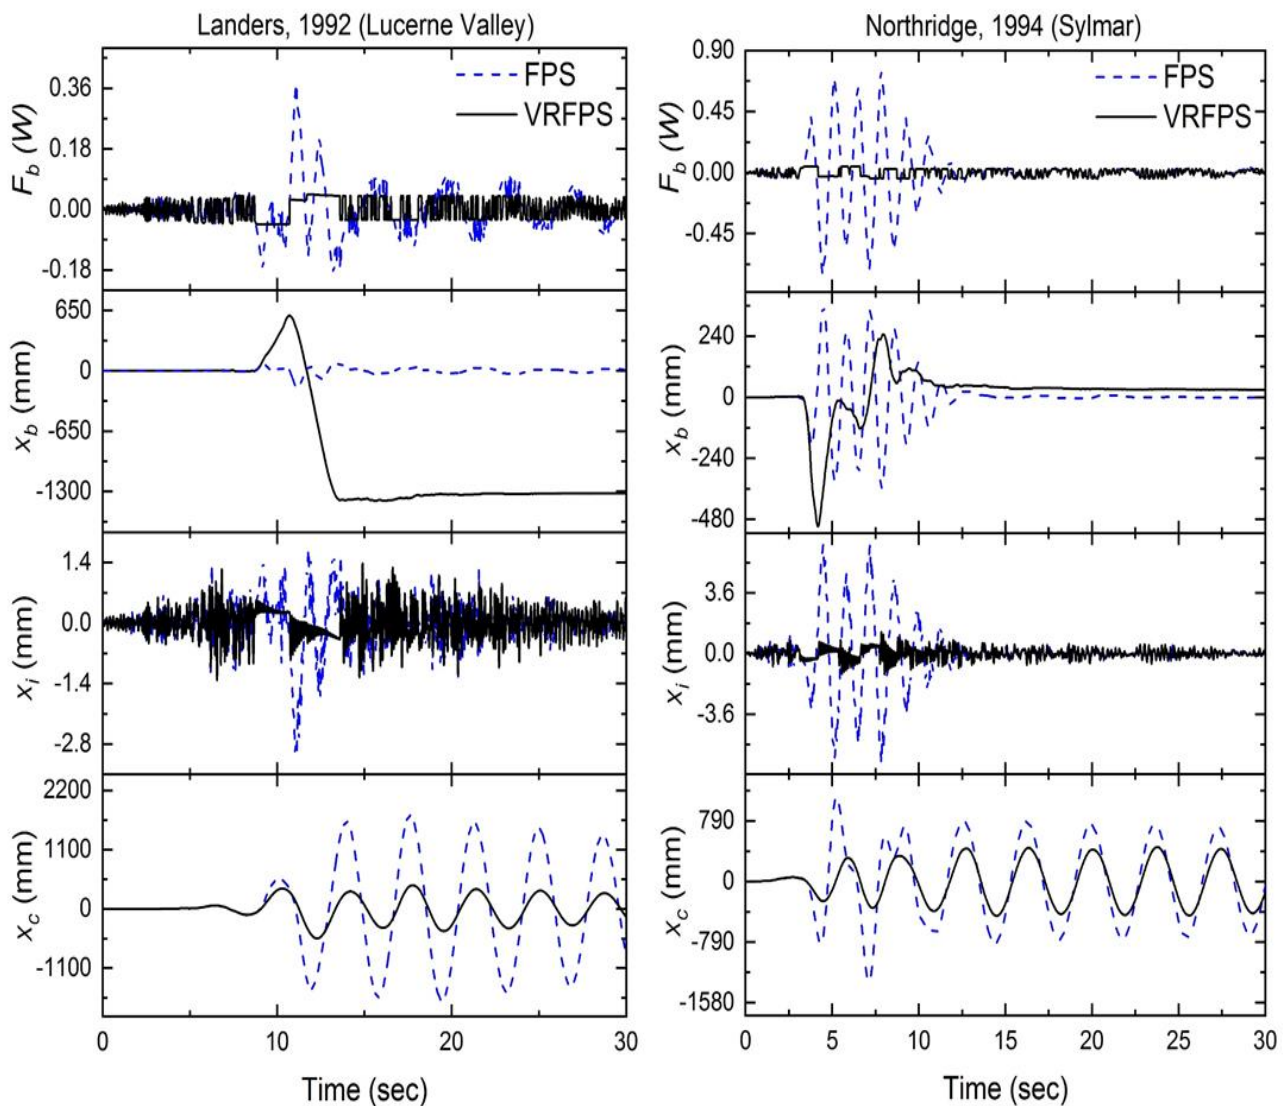 Landers, 1992 (Lucerne Valley)
FPS
VRFPS
F_b (W)
0.36
0.18
0.00
-0.18
x_b (mm)
650
0
-650
-1300
x_i (mm)
1.4
0.0
-1.4
-2.8
x_c (mm)
2200
1100
0
-1100
0
10
20
30
Time (sec)
Northridge, 1994 (Sylmar)
FPS
VRFPS
F_b (W)
0.90
0.45
0.00
-0.45
x_b (mm)
240
0
-240
-480
x_i (mm)
3.6
0.0
-3.6
x_c (mm)
790
0
-790
-1580
0
5
10
15
20
25
30
Time (sec)